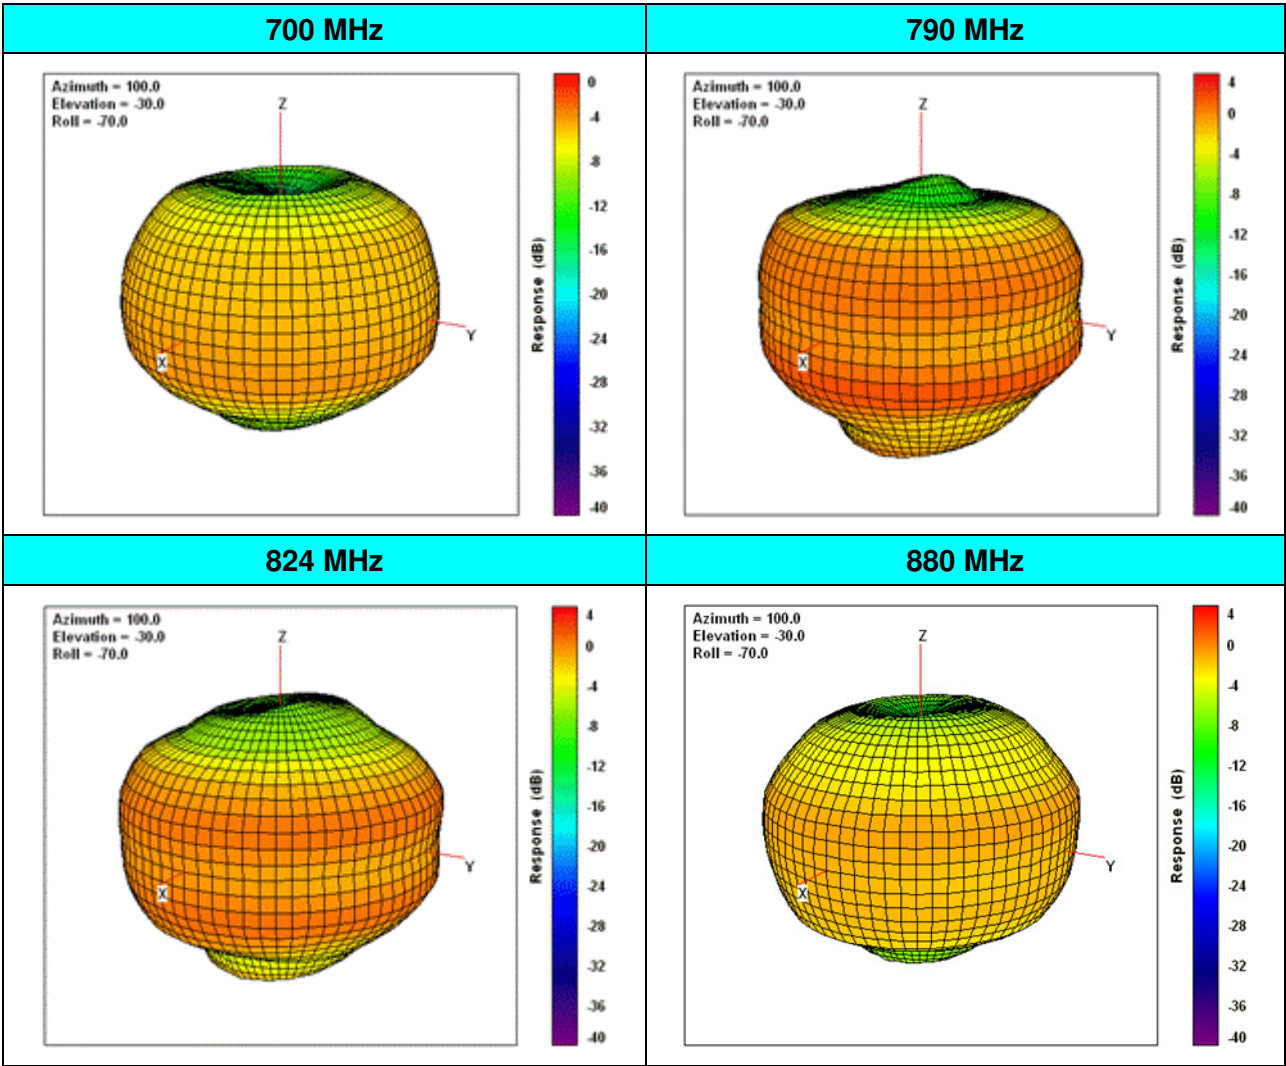 700 MHz
790 MHz
Azimuth = 100.0
Elevation = -30.0
Roll = -70.0
Z
X
Y
0
-4
-8
-12
-16
-20
-24
-28
-32
-36
-40
Response (dB)
Azimuth = 100.0
Elevation = -30.0
Roll = -70.0
Z
X
Y
4
0
-4
-8
-12
-16
-20
-24
-28
-32
-36
-40
Response (dB)
824 MHz
880 MHz
Azimuth = 100.0
Elevation = -30.0
Roll = -70.0
Z
X
Y
4
0
-4
-8
-12
-16
-20
-24
-28
-32
-36
-40
Response (dB)
Azimuth = 100.0
Elevation = -30.0
Roll = -70.0
Z
X
Y
4
0
-4
-8
-12
-16
-20
-24
-28
-32
-36
-40
Response (dB)